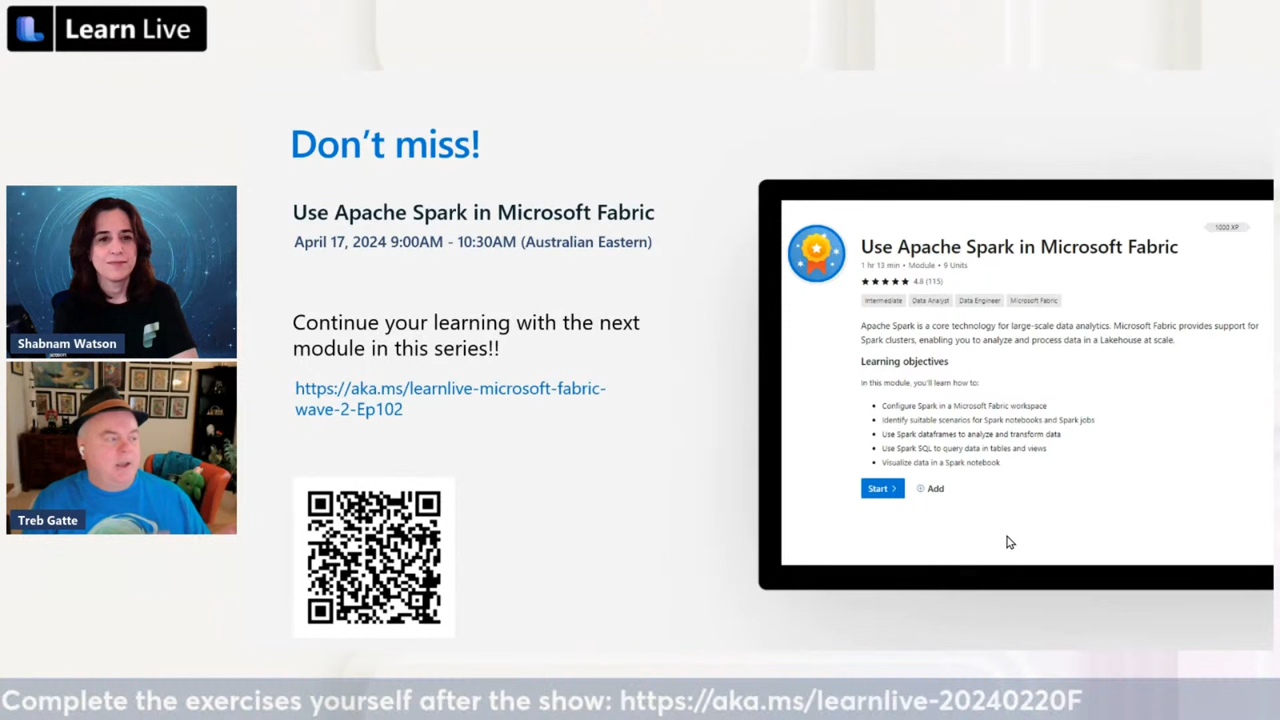 Learn Live
Don't miss!
Use Apache Spark in Microsoft Fabric
April 17, 2024 9:00AM - 10:30AM (Australian Eastern)
Continue your learning with the next
module in this series!!
https://aka.ms/learnlive-microsoft-fabric-
wave-2-Ep102
Shabnam Watson
Treb Gatte
1000 XP
Use Apache Spark in Microsoft Fabric
1 hr 13 min • Module • 9 Units
★★★★★ 4.8 (115)
Intermediate Data Analyst Data Engineer Microsoft Fabric
Apache Spark is a core technology for large-scale data analytics. Microsoft Fabric provides support for
Spark clusters, enabling you to analyze and process data in a Lakehouse at scale.
Learning objectives
In this module, you'll learn how to:
• Configure Spark in a Microsoft Fabric workspace
• Identify suitable scenarios for Spark notebooks and Spark jobs
• Use Spark dataframes to analyze and transform data
• Use Spark SQL to query data in tables and views
• Visualize data in a Spark notebook
Start > Add
Complete the exercises yourself after the show: https://aka.ms/learnlive-20240220F